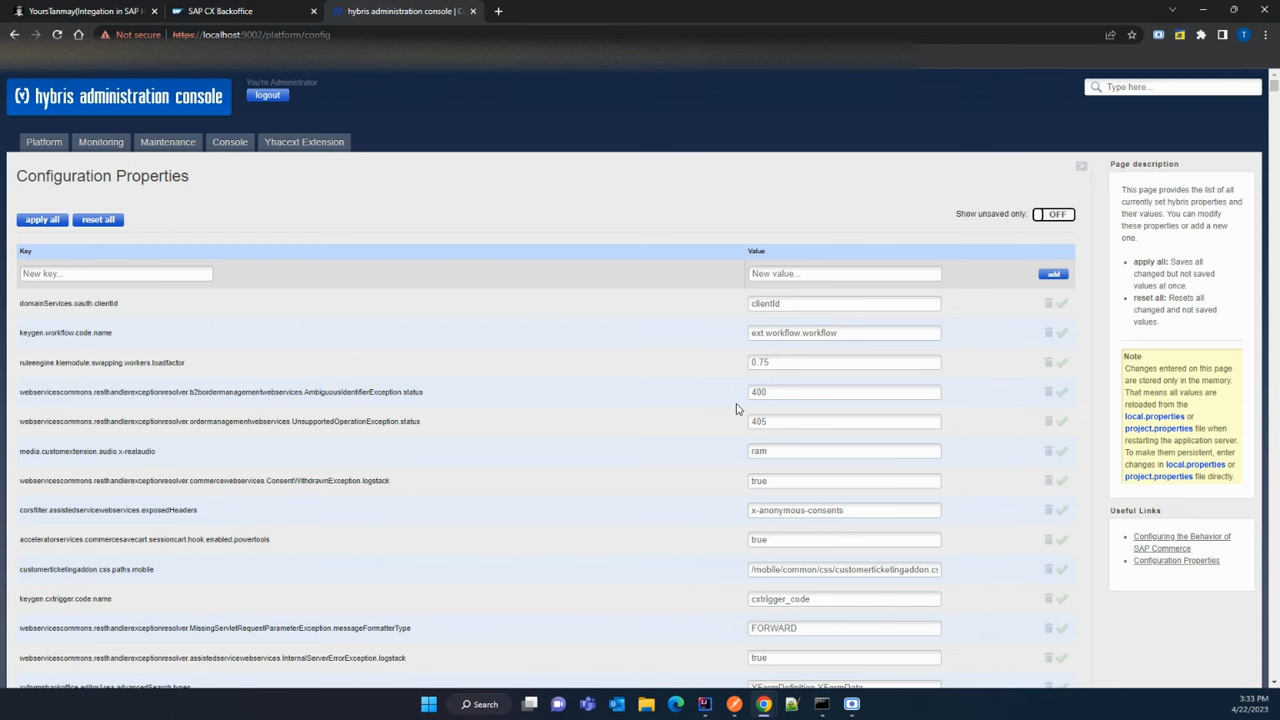 YoursTanmay(Integation in SAP H
SAP CX Backoffice
hybris administration console | C
Not secure
https://localhost:9002/platform/config
T
hybris administration console
You're Administrator
logout
Type here...
Platform
Monitoring
Maintenance
Console
Yhacext Extension
Configuration Properties
apply all
reset all
Show unsaved only:
OFF
Key
Value
New key...
New value...
add
domainServices.oauth.clientId
clientId
keygen.workflow.code.name
ext.workflow.workflow
ruleengine.kiemodule.swapping.workers.loadfactor
0.75
webservicescommons.resthandlerexceptionresolver.b2bordermanagementwebservices.AmbiguousIdentifierException.status
400
webservicescommons.resthandlerexceptionresolver.ordermanagementwebservices.UnsupportedOperationException.status
405
media.customextension.audio.x-realaudio
ram
webservicescommons.resthandlerexceptionresolver.commercewebservices.ConsentWithdrawnException.logstack
true
corsfilter.assistedservicewebservices.exposedHeaders
x-anonymous-consents
acceleratorservices.commercesavecart.sessioncart.hook.enabled.powertools
true
customerticketingaddon.css.paths.mobile
/mobile/common/css/customerticketingaddon.cs
keygen.cxtrigger.code.name
cxtrigger_code
webservicescommons.resthandlerexceptionresolver.MissingServletRequestParameterException.messageFormatterType
FORWARD
webservicescommons.resthandlerexceptionresolver.assistedservicewebservices.InternalServerErrorException.logstack
true
YFormDefinition,YFormData
Page description
This page provides the list of all
currently set hybris properties and
their values. You can modify
these properties or add a new
one.
apply all: Saves all
changed but not saved
values at once.
reset all: Resets all
changed and not saved
values.
Note
Changes entered on this page
are stored only in the memory.
That means all values are
reloaded from the
local.properties or
project.properties file when
restarting the application server.
To make them persistent, enter
changes in local.properties or
project.properties file directly.
Useful Links
Configuring the Behavior of
SAP Commerce
Configuration Properties
Search
3:33 PM
4/22/2023